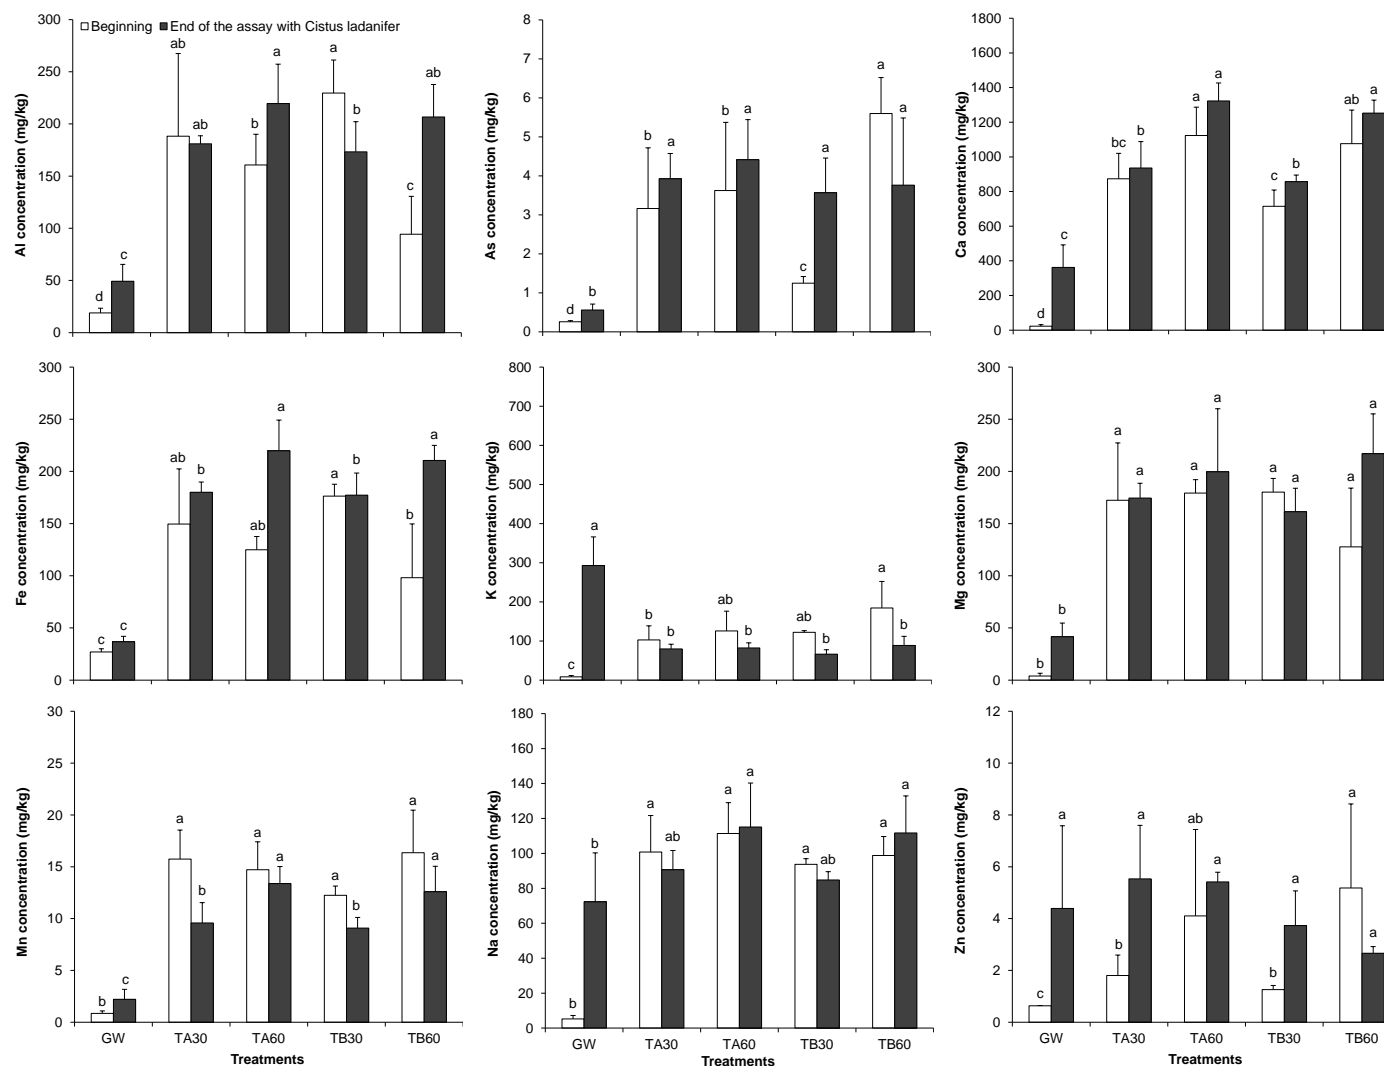 Beginning End of the assay with Cistus ladanifer
Al concentration (mg/kg)
300
250
200
150
100
50
0
d c ab ab b a a b c ab
As concentration (mg/kg)
8
7
6
5
4
3
2
1
0
d b b a b a c a a a
Ca concentration (mg/kg)
1800
1600
1400
1200
1000
800
600
400
200
0
d c bc b a a c b ab a
Fe concentration (mg/kg)
300
250
200
150
100
50
0
c c ab b ab a a b b a
K concentration (mg/kg)
800
700
600
500
400
300
200
100
0
c a b b ab b ab b a b
Mg concentration (mg/kg)
300
250
200
150
100
50
0
b b a a a a a a a a
Mn concentration (mg/kg)
30
25
20
15
10
5
0
b c a b a a a b a a
GW TA30 TA60 TB30 TB60
Treatments
Na concentration (mg/kg)
180
160
140
120
100
80
60
40
20
0
b b a ab a a a ab a a
GW TA30 TA60 TB30 TB60
Treatments
Zn concentration (mg/kg)
12
10
8
6
4
2
0
c a b a ab a b a a a
GW TA30 TA60 TB30 TB60
Treatments